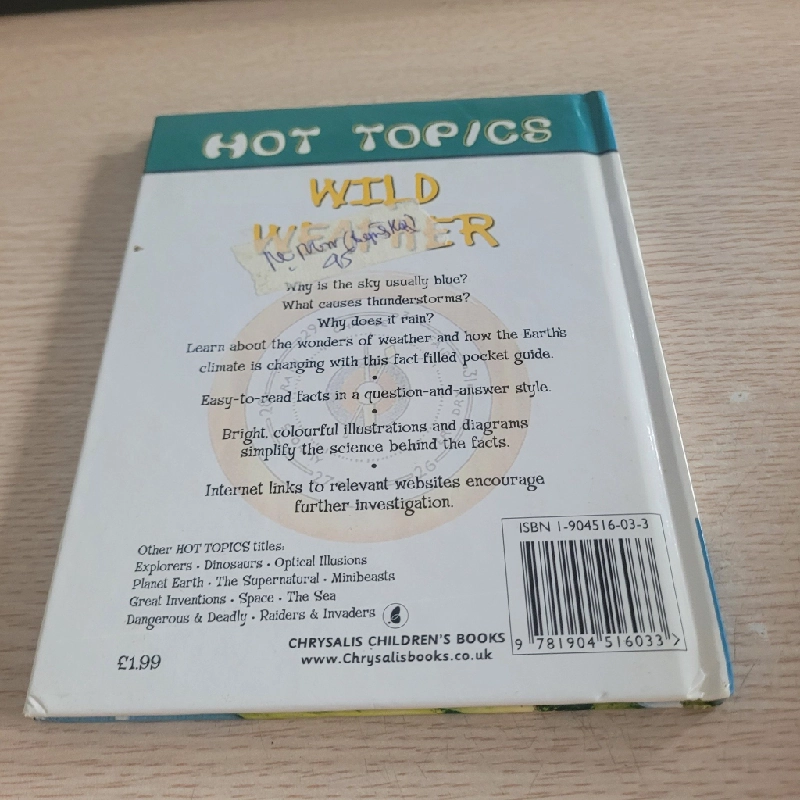 HOT TOPICS
WILD
WEATHER
95
Why is the sky usually blue?
What causes thunderstorms?
Why does it rain?
Learn about the wonders of weather and how the Earth's
climate is changing with this fact filled pocket guide.
•
Easy-to-read facts in a question-and-answer style.
•
Bright, colourful illustrations and diagrams
simplify the science behind the facts.
•
Internet links to relevant websites encourage
further investigation.
Other HOT TOPICS titles:
Explorers • Dinosaurs • Optical Illusions
Planet Earth • The Supernatural • Minibeasts
Great Inventions • Space • The Sea
Dangerous & Deadly • Raiders & Invaders
£1.99
CHRYSALIS CHILDREN'S BOOKS
www.Chrysalisbooks.co.uk
ISBN 1-904516-03-3
9 781904 516033 >